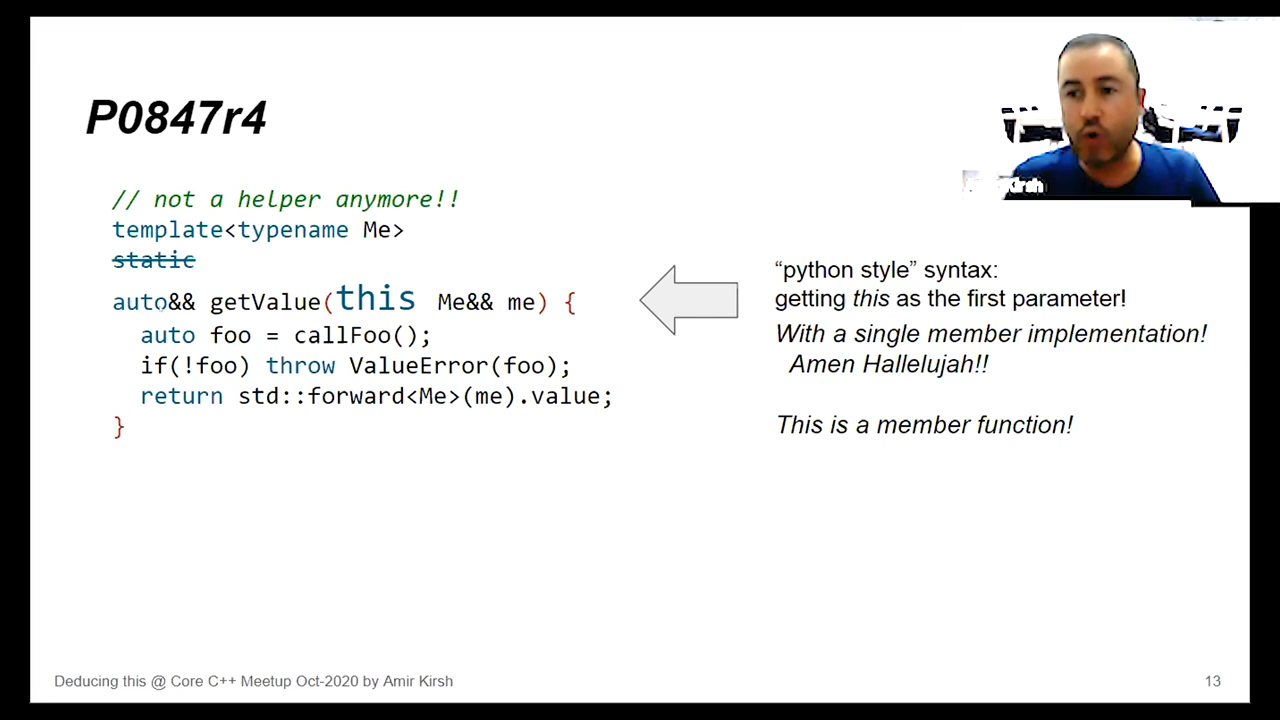 P0847r4
// not a helper anymore!!
template<typename Me>
static
auto&& getValue(this Me&& me) {
auto foo = callFoo();
if(!foo) throw ValueError(foo);
return std::forward<Me>(me).value;
}
“python style” syntax:
getting this as the first parameter!
With a single member implementation!
Amen Hallelujah!!
This is a member function!
Deducing this @ Core C++ Meetup Oct-2020 by Amir Kirsh
13